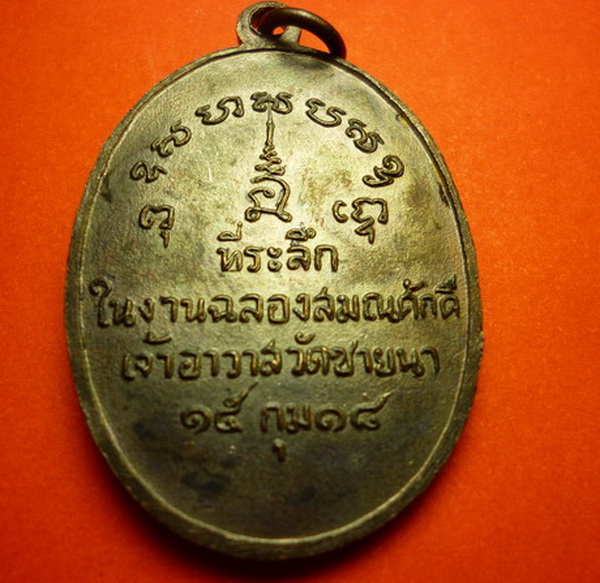 ที่ระลึก
ในงานฉลองสมณศักดิ์
เจ้าอาวาสวัดชายนา
๑๕ กุม ๑๘